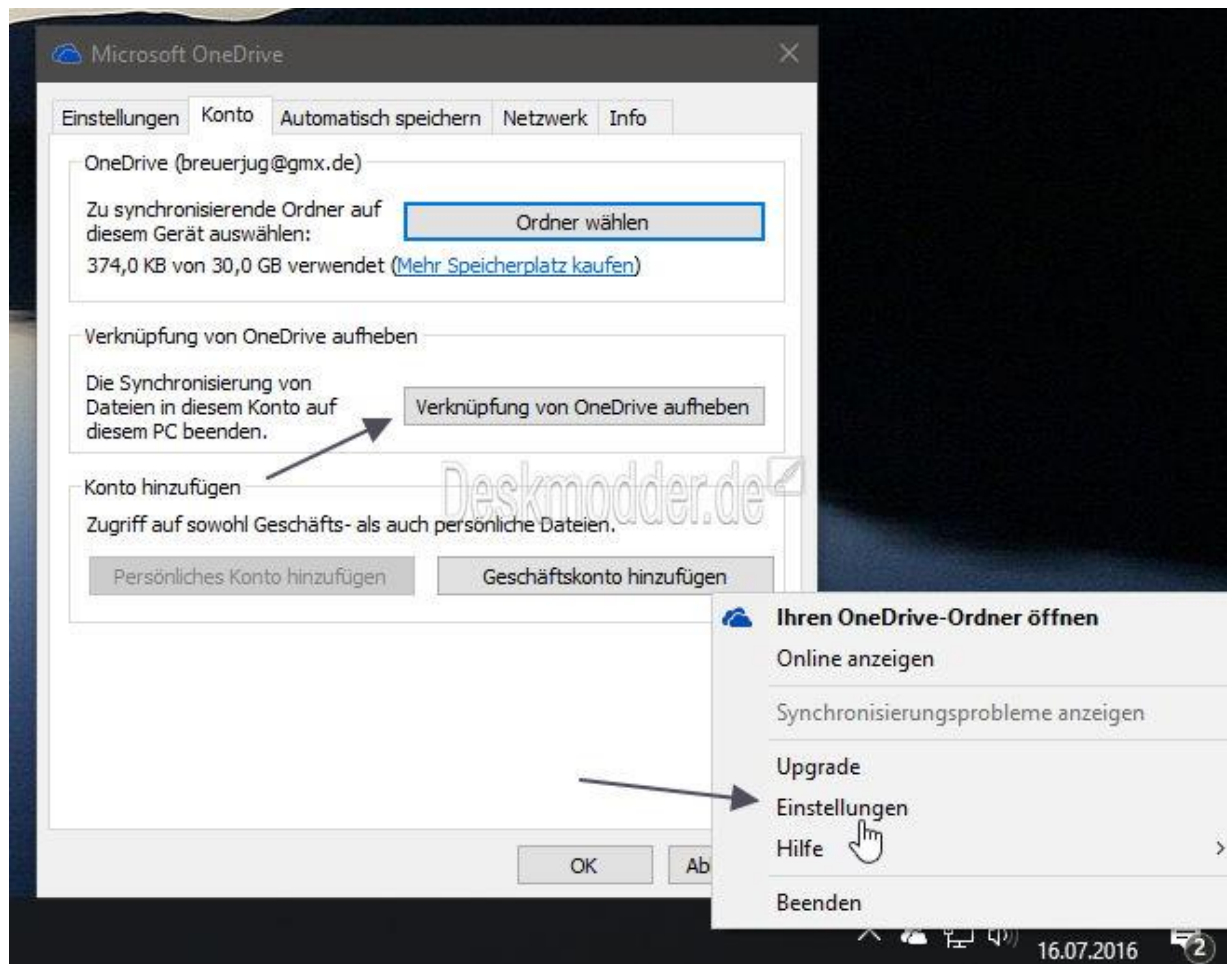 Microsoft OneDrive
Einstellungen Konto Automatisch speichern Netzwerk Info
OneDrive (breuerjug@gmx.de)
Zu synchronisierende Ordner auf
diesem Gerät auswählen:
Ordner wählen
374,0 KB von 30,0 GB verwendet (Mehr Speicherplatz kaufen)
Verknüpfung von OneDrive aufheben
Die Synchronisierung von
Dateien in diesem Konto auf
diesem PC beenden.
Verknüpfung von OneDrive aufheben
Deskmodder.de
Konto hinzufügen
Zugriff auf sowohl Geschäfts- als auch persönliche Dateien.
Persönliches Konto hinzufügen Geschäftskonto hinzufügen
OK Ab
Ihren OneDrive-Ordner öffnen
Online anzeigen
Synchronisierungsprobleme anzeigen
Upgrade
Einstellungen
Hilfe
Beenden
16.07.2016 2